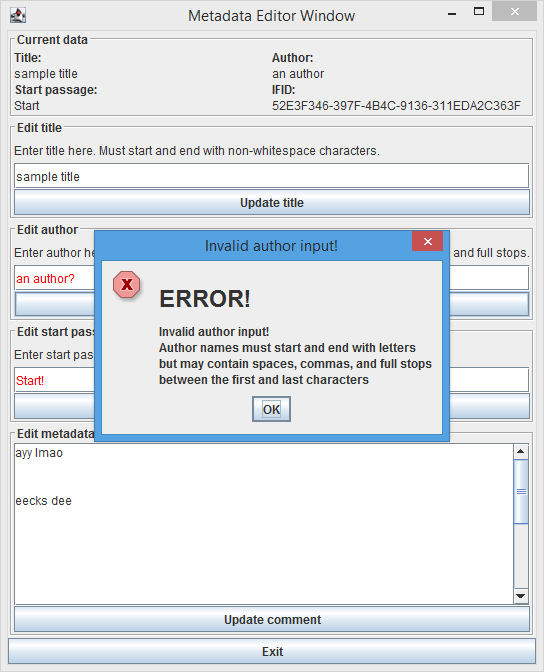 Metadata Editor Window
Current data
Title:
Author:
sample title
an author
Start passage:
IFID:
Start
52E3F346-397F-4B4C-9136-311EDA2C363F
Edit title
Enter title here. Must start and end with non-whitespace characters.
sample title
Update title
Edit author
Enter author he
and full stops.
an author?
Invalid author input!
X
ERROR!
Invalid author input!
Author names must start and end with letters
but may contain spaces, commas, and full stops
between the first and last characters
OK
Edit start pass
Enter start pas
Start!
Edit metadata
ayy lmao
eecks dee
Update comment
Exit